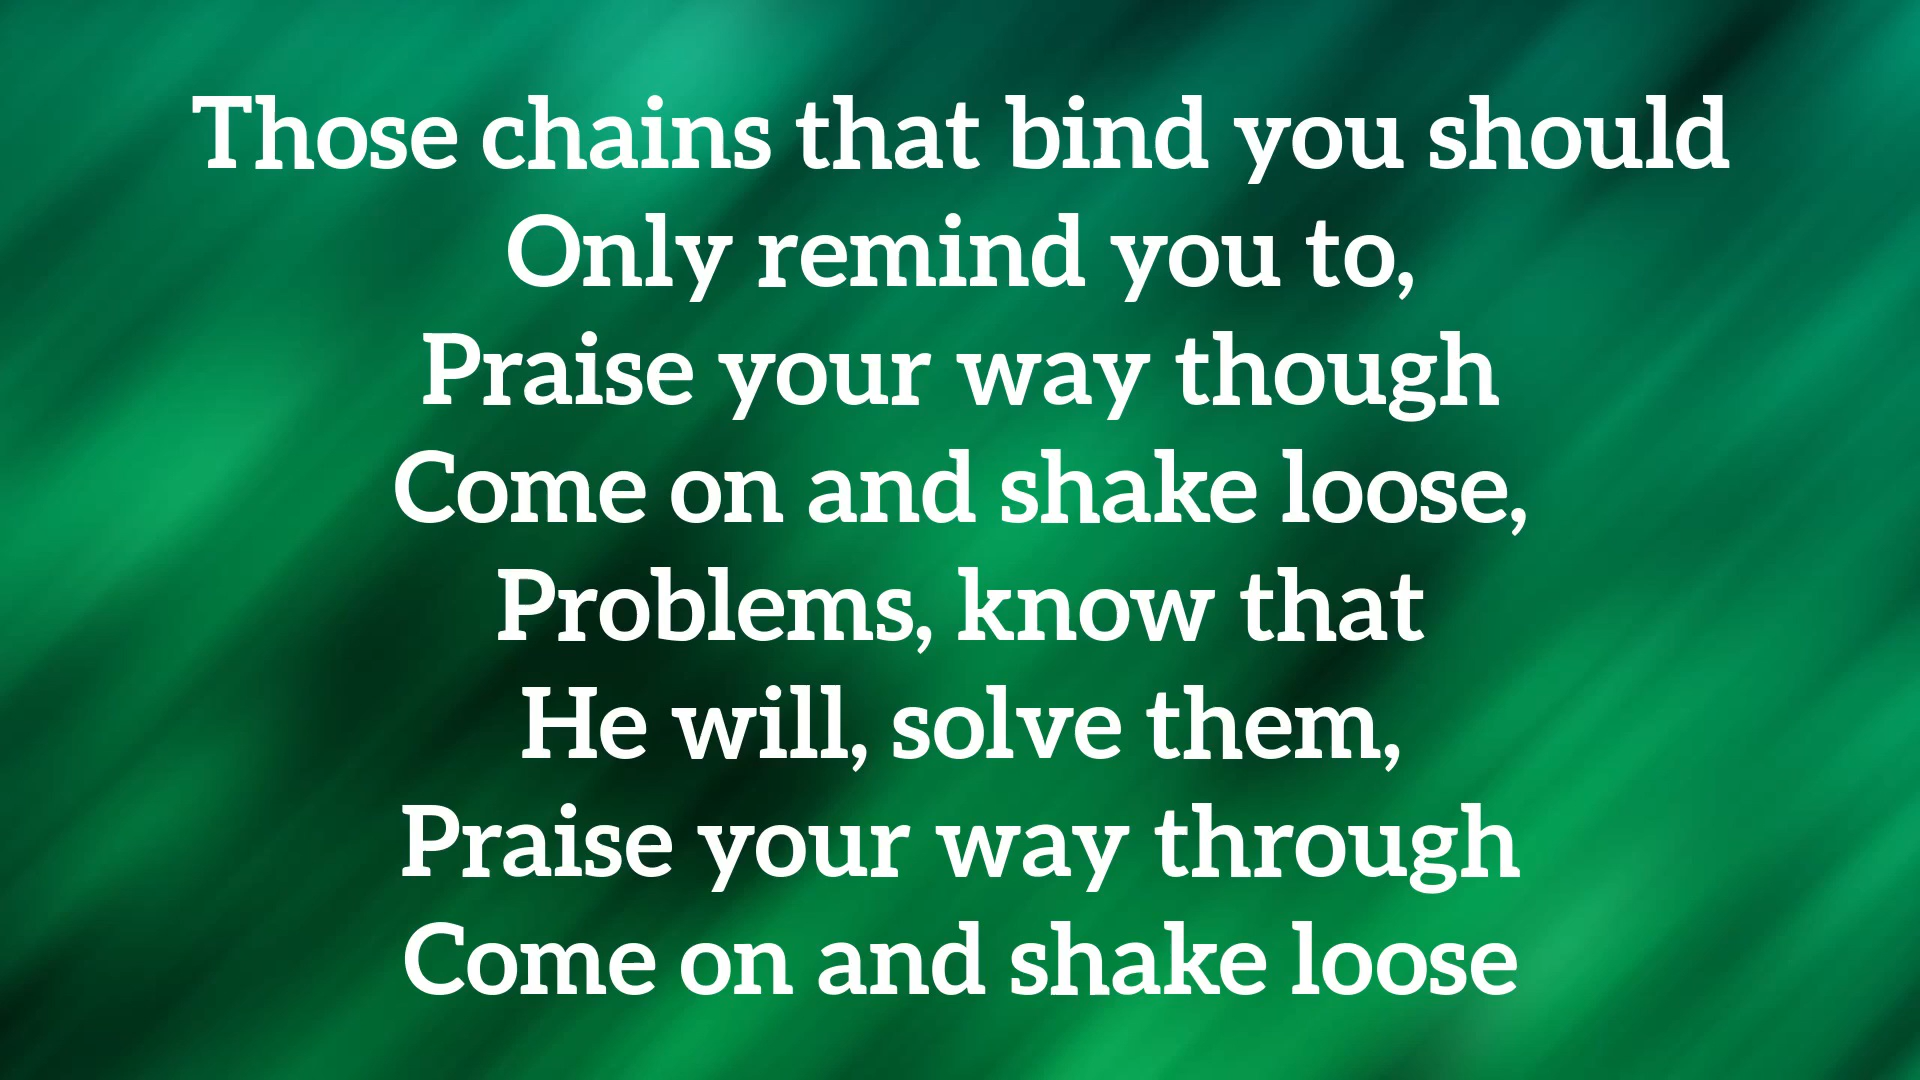 Those chains that bind you should
Only remind you to,
Praise your way though
Come on and shake loose,
Problems, know that
He will, solve them,
Praise your way through
Come on and shake loose